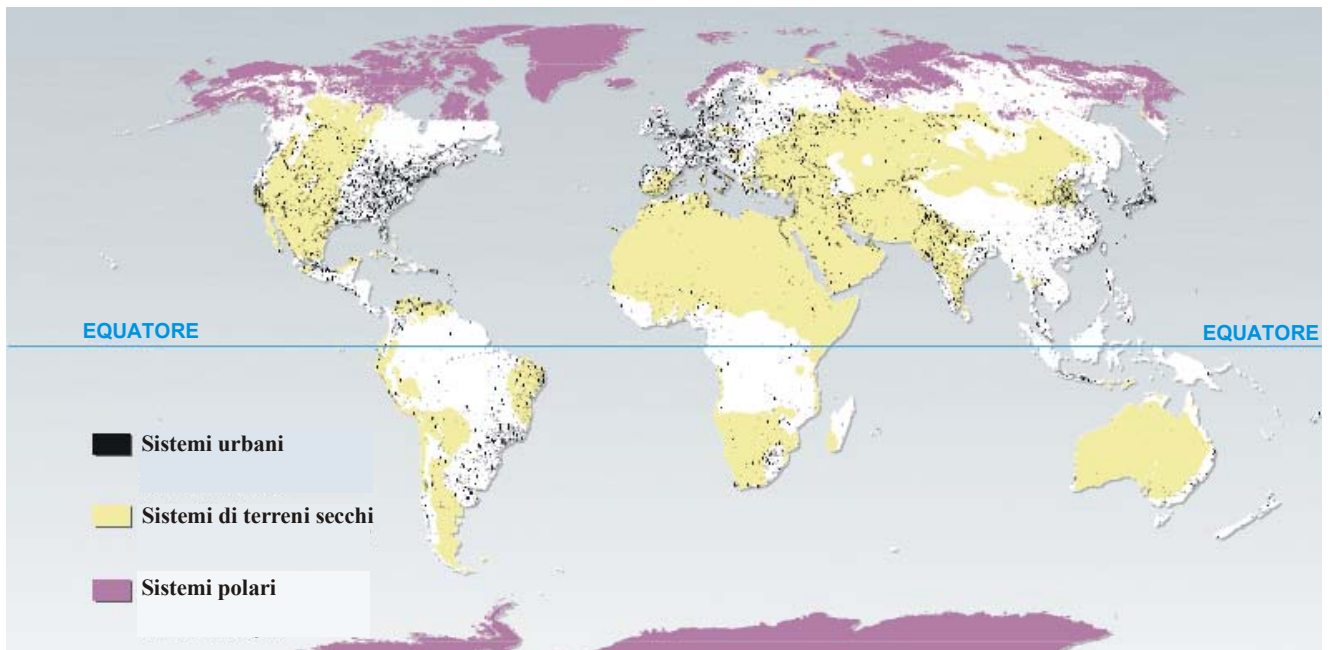 EQUATORE
EQUATORE
Sistemi urbani
Sistemi di terreni secchi
Sistemi polari